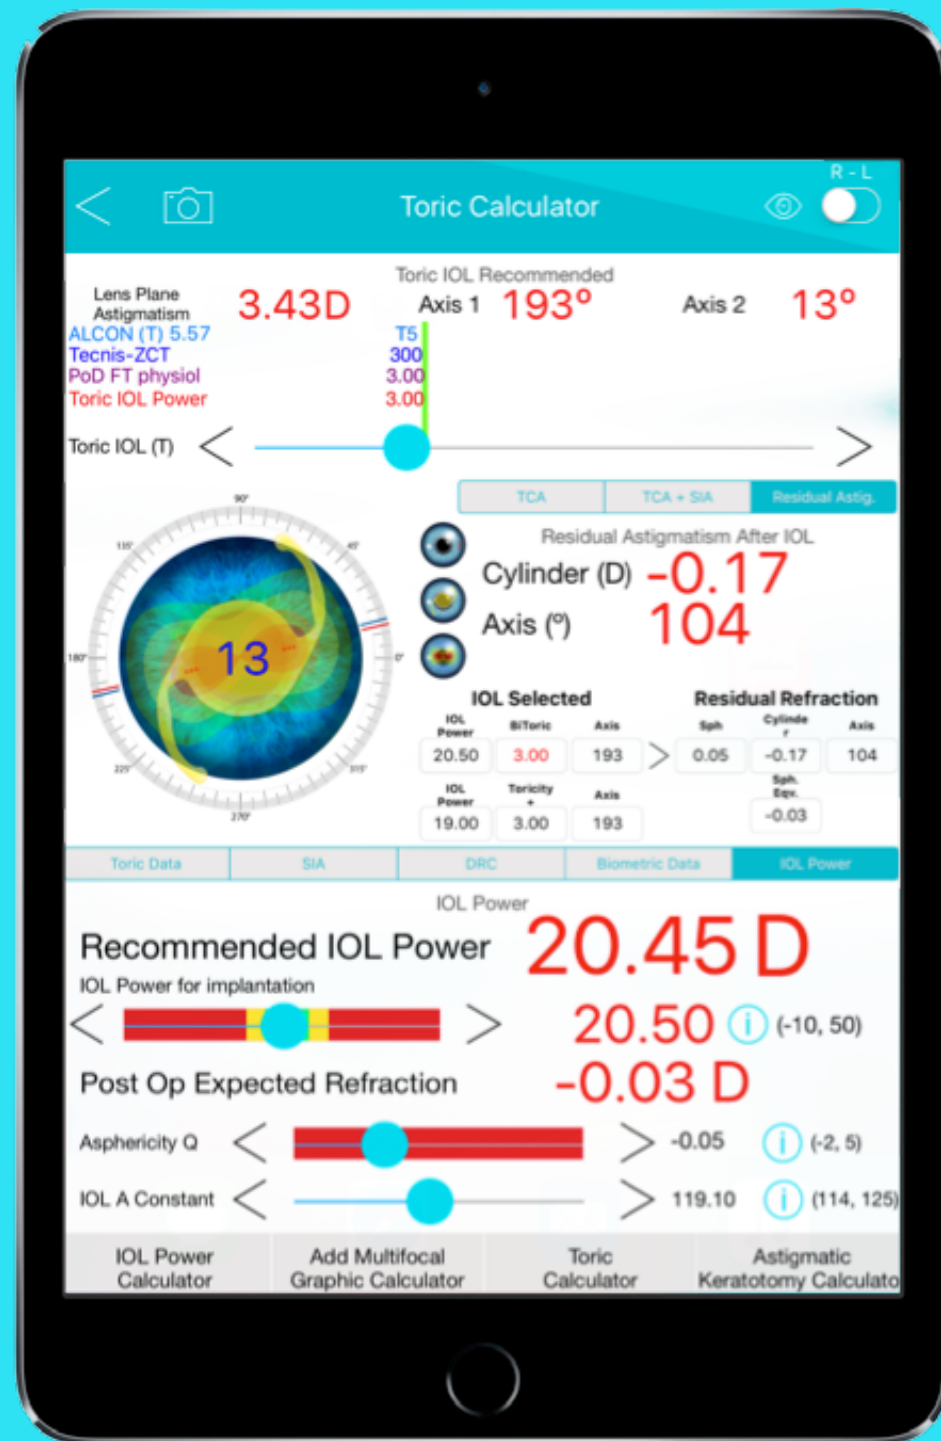 R - L
Toric Calculator
Toric IOL Recommended
Lens Plane
Astigmatism
3.43D
Axis 1
193º
Axis 2
13º
ALCON (T) 5.57
T5
Tecnis-ZCT
300
PoD FT physiol
3.00
Toric IOL Power
3.00
Toric IOL (T)
TCA
TCA + SIA
Residual Astig.
Residual Astigmatism After IOL
Cylinder (D)
-0.17
Axis (º)
104
90°
135°
45°
180°
0°
13
225°
315°
270°
IOL Selected
Residual Refraction
IOL
Power
BiToric
Axis
Sph
Cylinde
r
Axis
20.50
3.00
193
0.05
-0.17
104
IOL
Power
Toricity
+
Axis
Sph.
Eqv.
19.00
3.00
193
-0.03
Toric Data
SIA
DRC
Biometric Data
IOL Power
IOL Power
Recommended IOL Power
20.45 D
IOL Power for implantation
20.50
i
(-10, 50)
Post Op Expected Refraction
-0.03 D
Asphericity Q
-0.05
i
(-2, 5)
IOL A Constant
119.10
i
(114, 125)
IOL Power
Calculator
Add Multifocal
Graphic Calculator
Toric
Calculator
Astigmatic
Keratotomy Calculato